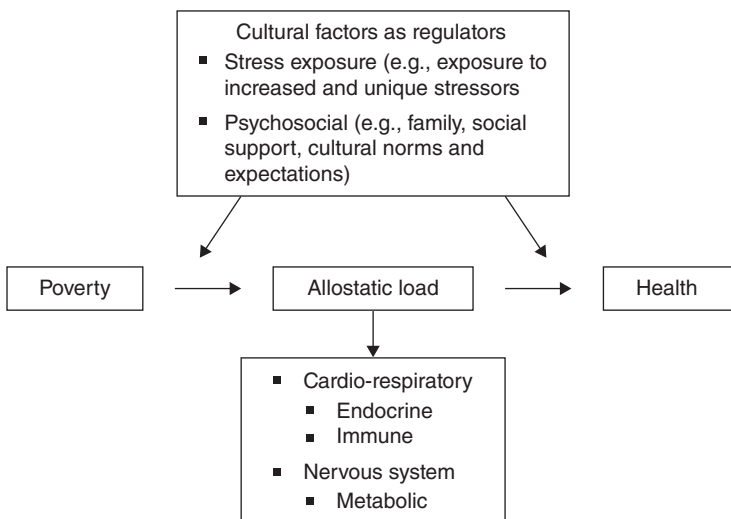 Cultural factors as regulators
▪ Stress exposure (e.g., exposure to
increased and unique stressors
▪ Psychosocial (e.g., family, social
support, cultural norms and
expectations)
Poverty
Allostatic load
Health
▪ Cardio-respiratory
▪ Endocrine
▪ Immune
▪ Nervous system
▪ Metabolic